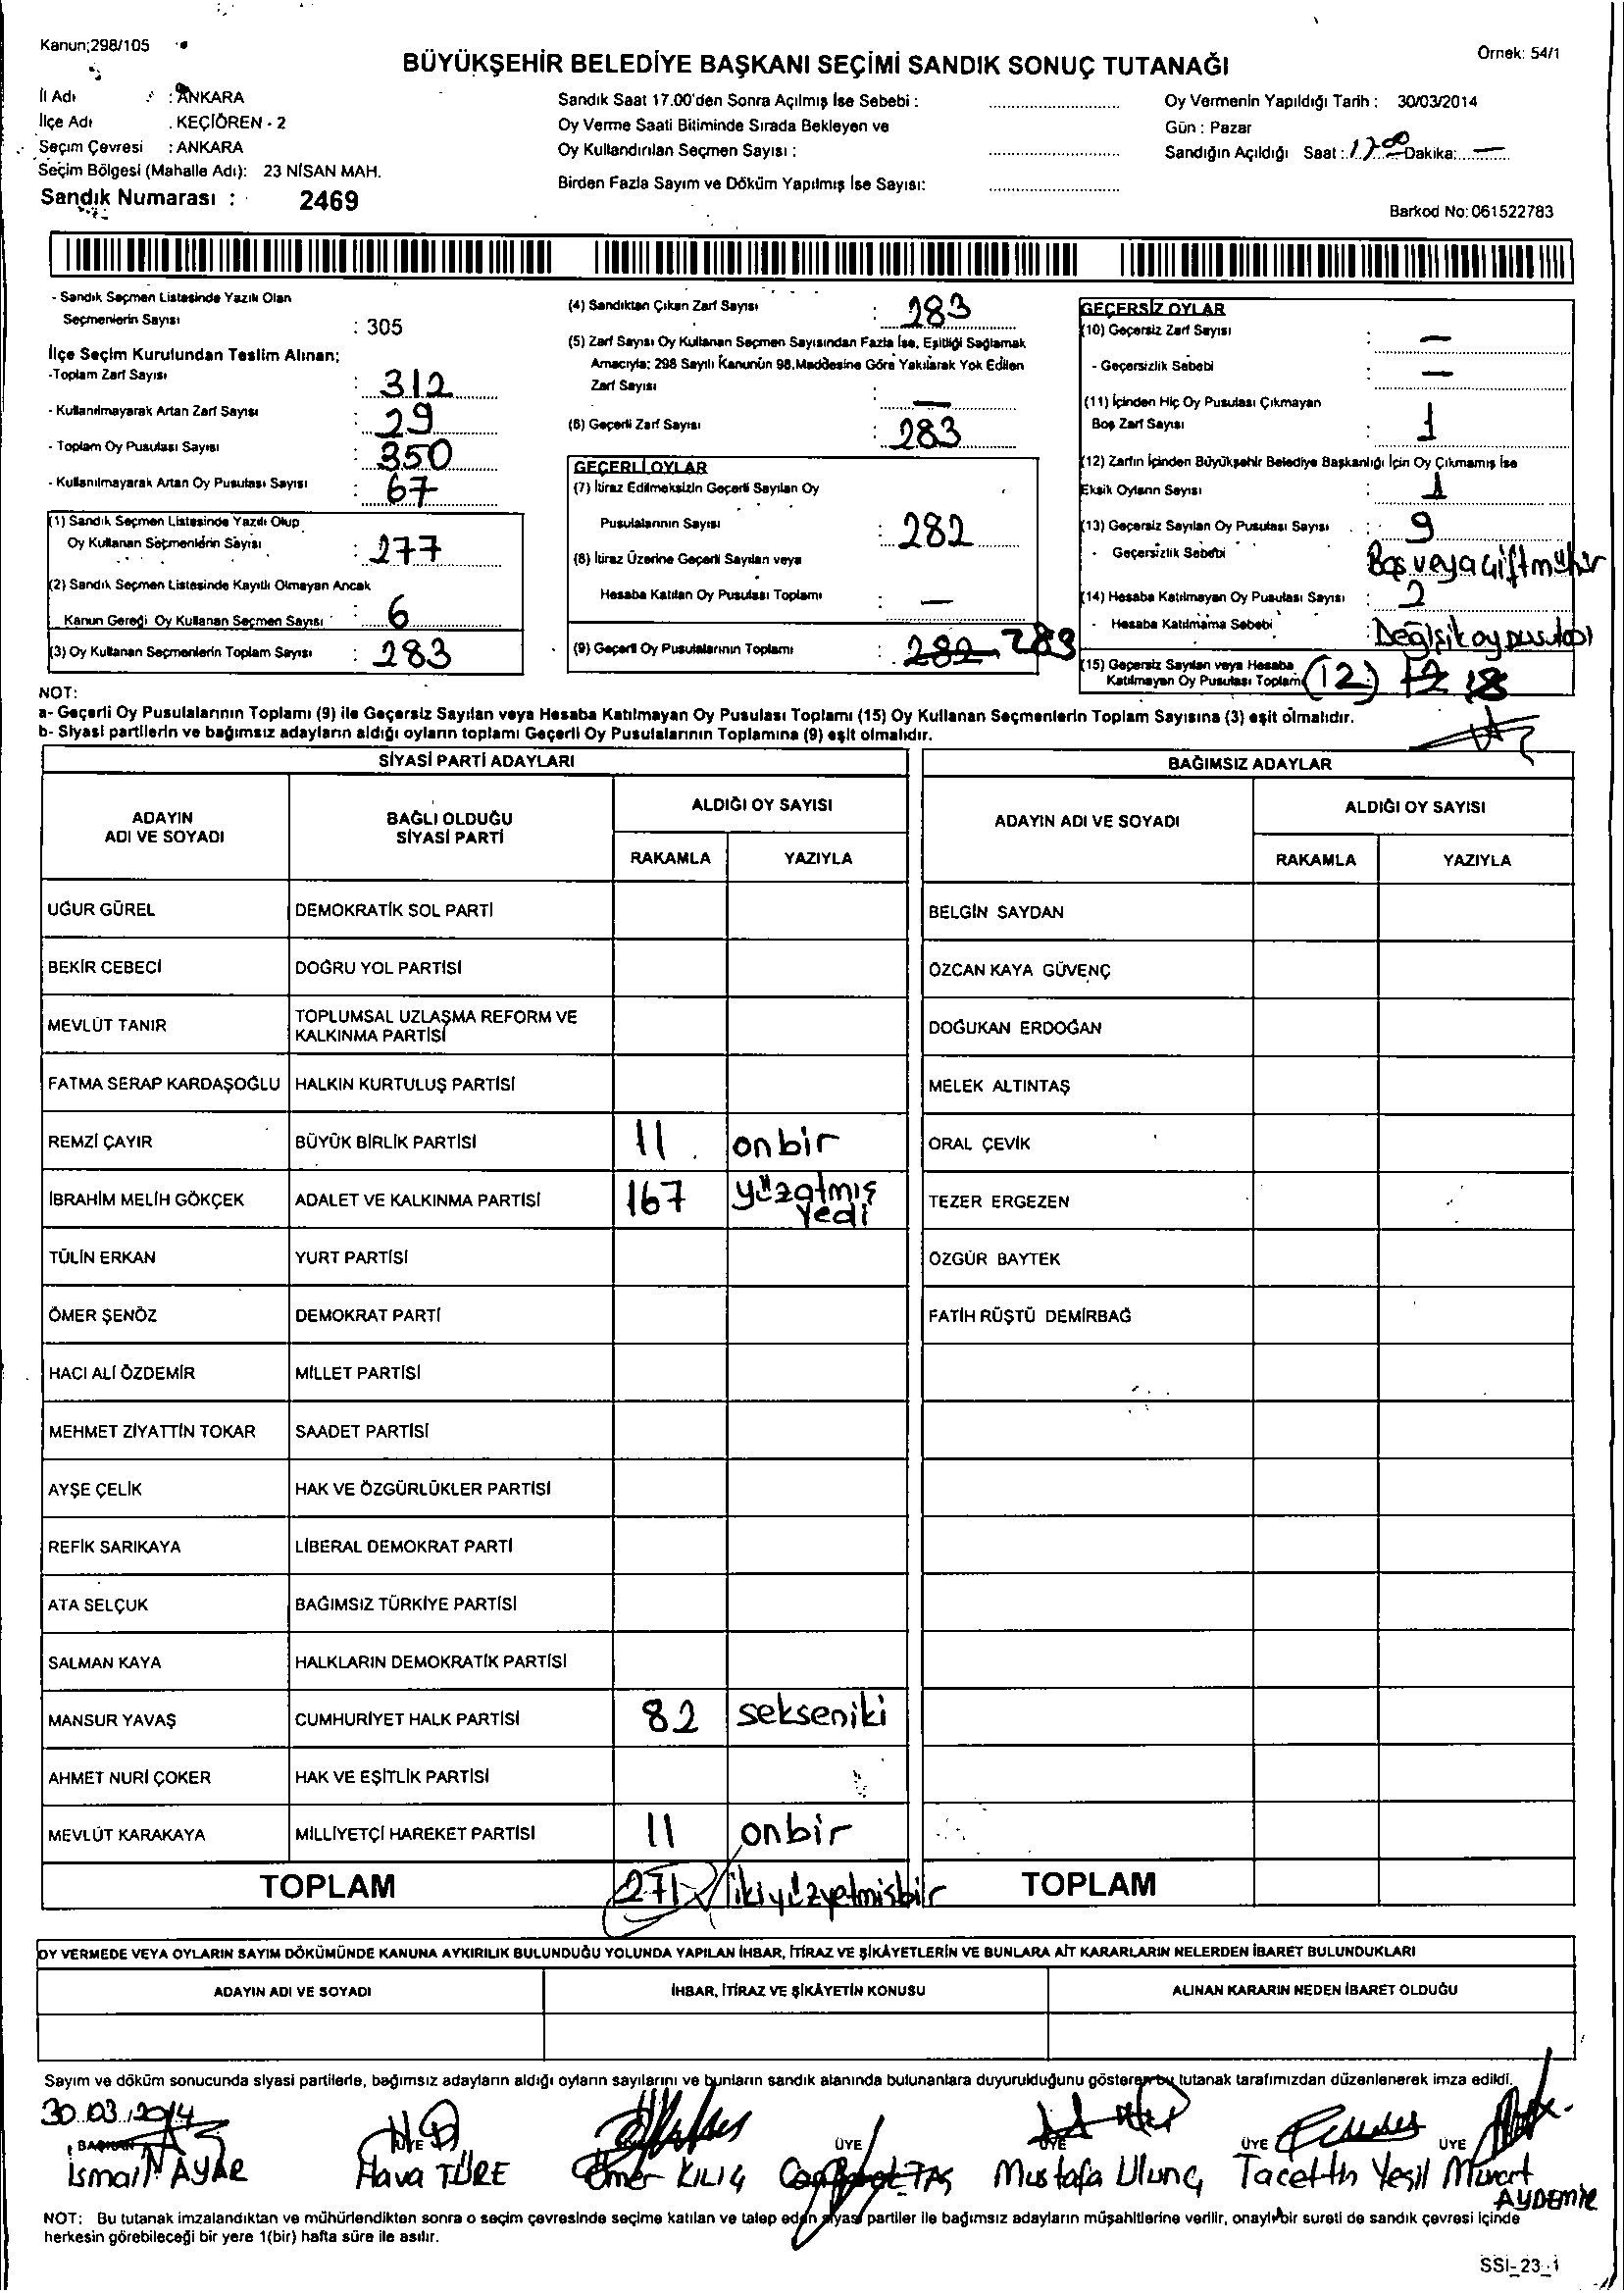 Kanun;298/105
BÜYÜKŞEHİR BELEDİYE BAŞKANI SEÇİMİ SANDIK SONUÇ TUTANAĞI
Örnek: 54/1
İl Adı : ANKARA
İlçe Adı : KEÇİÖREN - 2
Seçim Çevresi : ANKARA
Seçim Bölgesi (Mahalle Adı): 23 NİSAN MAH.
Sandık Numarası : 2469
Sandık Saat 17.00'den Sonra Açılmış İse Sebebi :
Oy Verme Saati Bitiminde Sırada Bekleyen ve
Oy Kullandırılan Seçmen Sayısı :
Birden Fazla Sayım ve Döküm Yapılmış İse Sayısı:
Oy Vermenin Yapıldığı Tarih : 30/03/2014
Gün : Pazar
Sandığın Açıldığı Saat : 17.00 Dakika: —
Barkod No: 061522783
- Sandık Seçmen Listesinde Yazılı Olan
Seçmenlerin Sayısı : 305
İlçe Seçim Kurulundan Teslim Alınan;
-Toplam Zarf Sayısı : 312
- Kullanılmayarak Artan Zarf Sayısı : 29
- Toplam Oy Pusulası Sayısı : 350
- Kullanılmayarak Artan Oy Pusulası Sayısı : 67
(1) Sandık Seçmen Listesinde Yazılı Olup
Oy Kullanan Seçmenlerin Sayısı : 277
(2) Sandık Seçmen Listesinde Kayıtlı Olmayan Ancak
Kanun Gereği Oy Kullanan Seçmen Sayısı : 6
(3) Oy Kullanan Seçmenlerin Toplam Sayısı : 283
(4) Sandıktan Çıkan Zarf Sayısı : 283
(5) Zarf Sayısı Oy Kullanan Seçmen Sayısından Fazla İse, Eşitliği Sağlamak
Amacıyla; 298 Sayılı Kanunun 98.Maddesine Göre Yakılarak Yok Edilen
Zarf Sayısı : —
(6) Geçerli Zarf Sayısı : 283
GEÇERLİ OYLAR
(7) İtiraz Edilmeksizin Geçerli Sayılan Oy
Pusulalarının Sayısı : 282
(8) İtiraz Üzerine Geçerli Sayılan veya
Hesaba Katılan Oy Pusulası Toplamı : —
(9) Geçerli Oy Pusulalarının Toplamı : 282 283
GEÇERSİZ OYLAR
(10) Geçersiz Zarf Sayısı : —
- Geçersizlik Sebebi : —
(11) İçinden Hiç Oy Pusulası Çıkmayan
Boş Zarf Sayısı : 1
(12) Zarfın İçinden Büyükşehir Belediye Başkanlığı İçin Oy Çıkmamış İse
Eksik Oyların Sayısı : 1
(13) Geçersiz Sayılan Oy Pusulası Sayısı : 9
- Geçersizlik Sebebi Boş veya çift mühür
(14) Hesaba Katılmayan Oy Pusulası Sayısı : 2
- Hesaba Katılmama Sebebi : Değişik oy pusulası
(15) Geçersiz Sayılan veya Hesaba
Katılmayan Oy Pusulası Toplamı (12)
NOT:
a- Geçerli Oy Pusulalarının Toplamı (9) ile Geçersiz Sayılan veya Hesaba Katılmayan Oy Pusulası Toplamı (15) Oy Kullanan Seçmenlerin Toplam Sayısına (3) eşit olmalıdır.
b- Siyasi partilerin ve bağımsız adayların aldığı oyların toplamı Geçerli Oy Pusulalarının Toplamına (9) eşit olmalıdır.
SİYASİ PARTİ ADAYLARI
BAĞIMSIZ ADAYLAR
ADAYIN
ADI VE SOYADI
BAĞLI OLDUĞU
SİYASİ PARTİ
ALDIĞI OY SAYISI
RAKAMLA YAZIYLA
ADAYIN ADI VE SOYADI
ALDIĞI OY SAYISI
RAKAMLA YAZIYLA
UĞUR GÜREL DEMOKRATİK SOL PARTİ BELGİN SAYDAN
BEKİR CEBECİ DOĞRU YOL PARTİSİ ÖZCAN KAYA GÜVENÇ
MEVLÜT TANIR TOPLUMSAL UZLAŞMA REFORM VE
KALKINMA PARTİSİ DOĞUKAN ERDOĞAN
FATMA SERAP KARDAŞOĞLU HALKIN KURTULUŞ PARTİSİ MELEK ALTINTAŞ
REMZİ ÇAYIR BÜYÜK BİRLİK PARTİSİ 11 onbir ORAL ÇEVİK
İBRAHİM MELİH GÖKÇEK ADALET VE KALKINMA PARTİSİ 167 yüzatmış
yedi TEZER ERGEZEN
TÜLİN ERKAN YURT PARTİSİ ÖZGÜR BAYTEK
ÖMER ŞENÖZ DEMOKRAT PARTİ FATİH RÜŞTÜ DEMİRBAĞ
HACI ALİ ÖZDEMİR MİLLET PARTİSİ
MEHMET ZİYATTİN TOKAR SAADET PARTİSİ
AYŞE ÇELİK HAK VE ÖZGÜRLÜKLER PARTİSİ
REFİK SARIKAYA LİBERAL DEMOKRAT PARTİ
ATA SELÇUK BAĞIMSIZ TÜRKİYE PARTİSİ
SALMAN KAYA HALKLARIN DEMOKRATİK PARTİSİ
MANSUR YAVAŞ CUMHURİYET HALK PARTİSİ 82 sekseniki
AHMET NURİ ÇOKER HAK VE EŞİTLİK PARTİSİ
MEVLÜT KARAKAYA MİLLİYETÇİ HAREKET PARTİSİ 11 onbir
TOPLAM 271 ikiyüzyetmişbir TOPLAM
OY VERMEDE VEYA OYLARIN SAYIM DÖKÜMÜNDE KANUNA AYKIRILIK BULUNDUĞU YOLUNDA YAPILAN İHBAR, İTİRAZ VE ŞİKÂYETLERİN VE BUNLARA AİT KARARLARIN NELERDEN İBARET BULUNDUKLARI
ADAYIN ADI VE SOYADI İHBAR, İTİRAZ VE ŞİKÂYETİN KONUSU ALINAN KARARIN NEDEN İBARET OLDUĞU
Sayım ve döküm sonucunda siyasi partilerle, bağımsız adayların aldığı oyların sayılarını ve bunların sandık alanında bulunanlara duyurulduğunu gösteren bu tutanak tarafımızdan düzenlenerek imza edildi.
30.03.2014
BAŞKAN ÜYE ÜYE ÜYE ÜYE ÜYE
İsmail AYAR Hava TÜRE Ömer KILIÇ TAŞ Mustafa Ulunç Tacettin Yeşil Murat
AYDEMİR
NOT: Bu tutanak imzalandıktan ve mühürlendikten sonra o seçim çevresinde seçime katılan ve talep eden siyasi partiler ile bağımsız adayların müşahitlerine verilir, onaylı bir sureti de sandık çevresi içinde
herkesin görebileceği bir yere 1(bir) hafta süre ile asılır.
SSİ_23_1